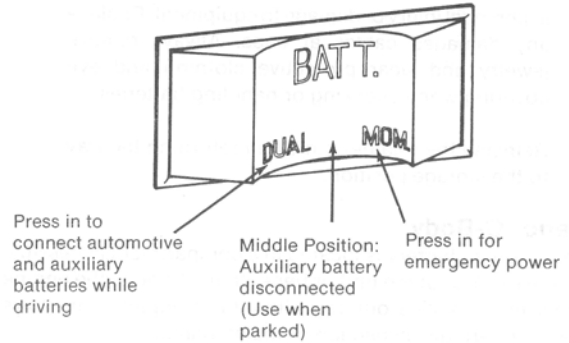 BATT.
DUAL
MOM.
Press in to
connect automotive
and auxiliary
batteries while
driving
Middle Position:
Auxiliary battery
disconnected
(Use when
parked)
Press in for
emergency power